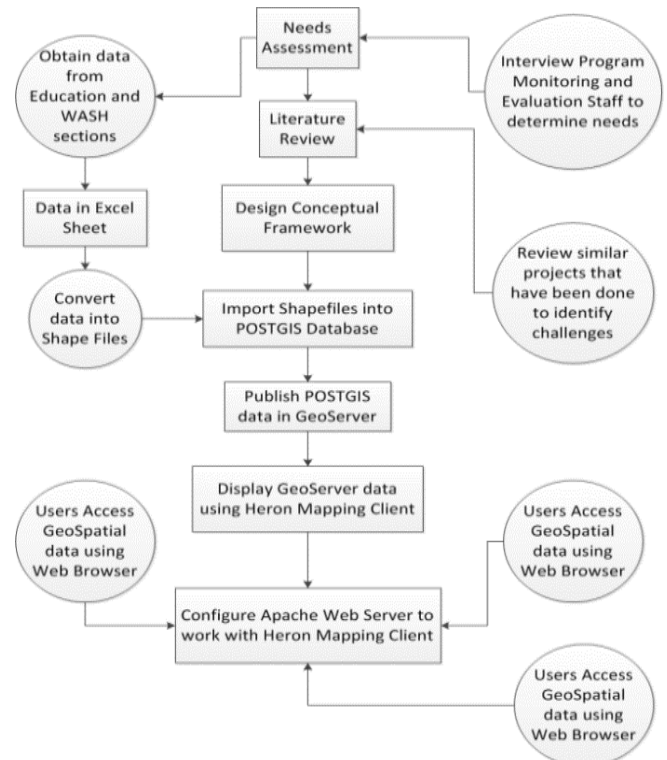 Needs
Assessment
Obtain data
from
Education and
WASH
sections
Interview Program
Monitoring and
Evaluation Staff to
determine needs
Literature
Review
Data in Excel
Sheet
Design Conceptual
Framework
Review similar
projects that
have been done
to identify
challenges
Convert
data into
Shape Files
Import Shapefiles into
POSTGIS Database
Publish POSTGIS
data in GeoServer
Display GeoServer data
using Heron Mapping Client
Users Access
GeoSpatial
data using
Web Browser
Users Access
GeoSpatial
data using
Web Browser
Configure Apache Web Server to
work with Heron Mapping Client
Users Access
GeoSpatial
data using
Web Browser